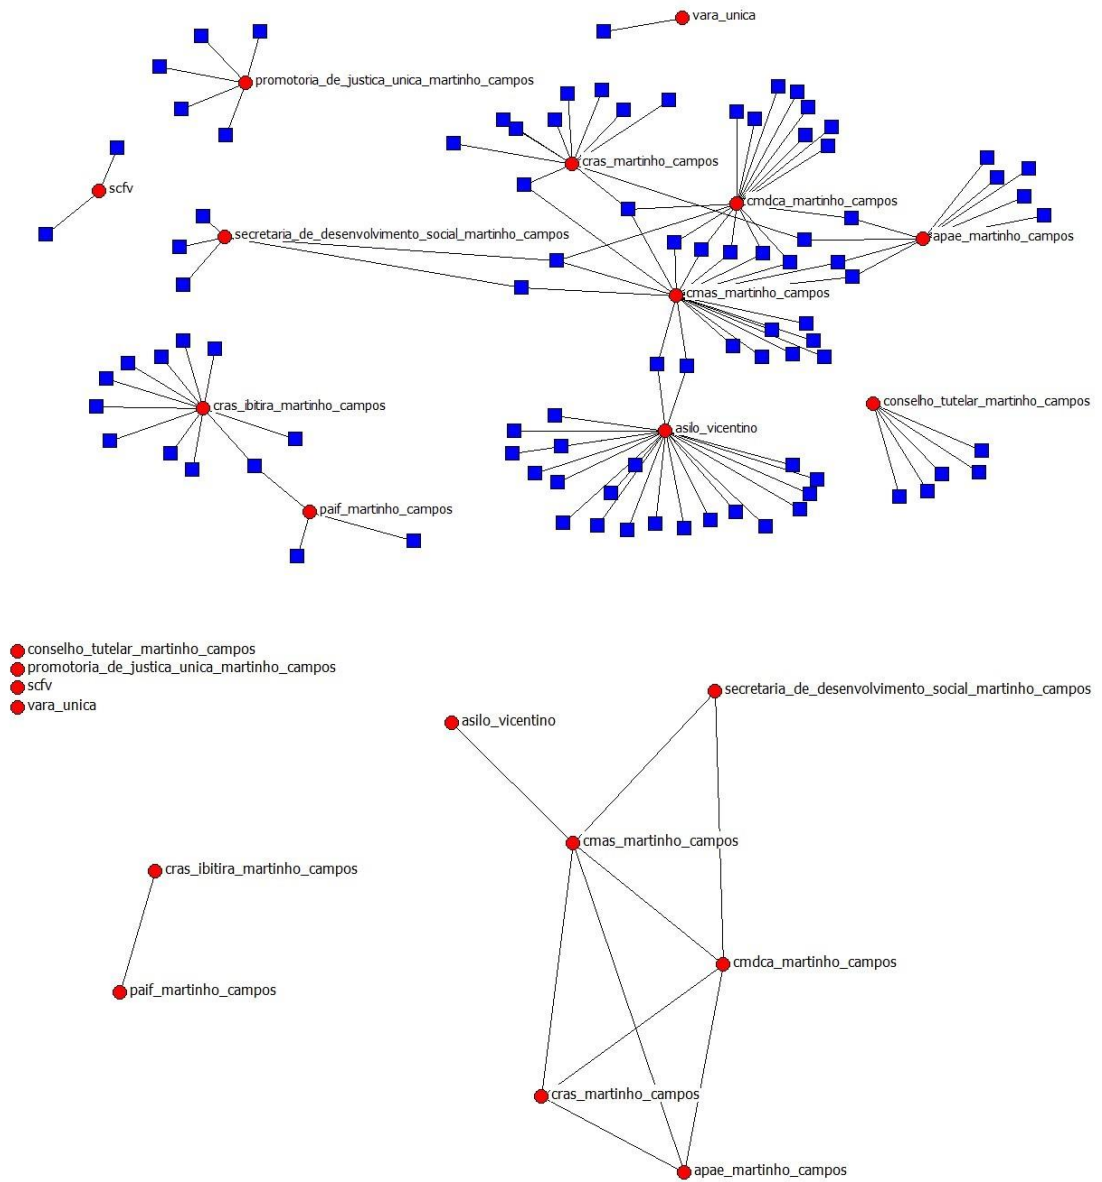 vara_unica
promotoria_de_justica_unica_martinho_campos
cras_martinho_campos
scfv
cmdca_martinho_campos
secretaria_de_desenvolvimento_social_martinho_campos
apae_martinho_campos
cmas_martinho_campos
cras_ibitira_martinho_campos
conselho_tutelar_martinho_campos
asilo_vicentino
paif_martinho_campos
conselho_tutelar_martinho_campos
promotoria_de_justica_unica_martinho_campos
scfv
vara_unica
secretaria_de_desenvolvimento_social_martinho_campos
asilo_vicentino
cmas_martinho_campos
cras_ibitira_martinho_campos
cmdca_martinho_campos
paif_martinho_campos
cras_martinho_campos
apae_martinho_campos